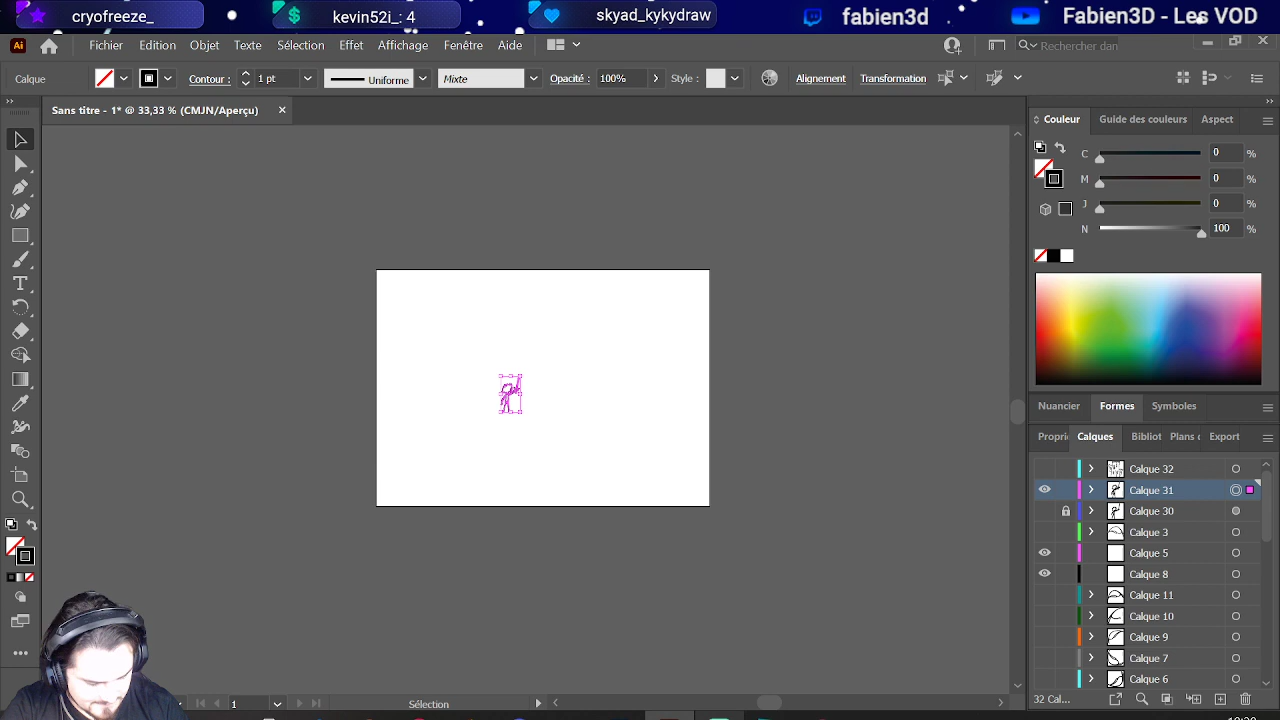 cryofreeze_
kevin52i_: 4
skyad_kykydraw
fabien3d
Fabien3D - Les VOD
Ai
Fichier Edition Objet Texte Sélection Effet Affichage Fenêtre Aide
Rechercher dan
Calque
Contour : 1 pt
Uniforme
Mixte
Opacité : 100%
Style :
Alignement
Transformation
Sans titre - 1* @ 33,33 % (CMJN/Aperçu)
Couleur Guide des couleurs Aspect
C 0 %
M 0 %
J 0 %
N 100 %
Nuancier Formes Symboles
Propri Calques Bibliot Plans Export
Calque 32
Calque 31
Calque 30
Calque 3
Calque 5
Calque 8
Calque 11
Calque 10
Calque 9
Calque 7
Calque 6
32 Cal...
1
Sélection